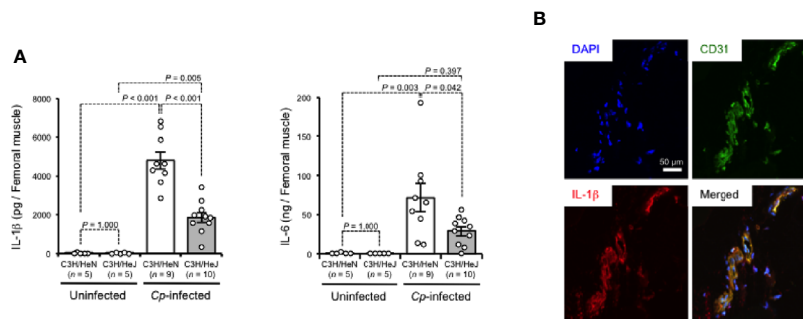 A
IL-1β (pg / Femoral muscle)
8000
6000
4000
2000
0
P = 0.005
P < 0.001
P < 0.001
P = 1.000
C3H/HeN
(n = 5)
C3H/HeJ
(n = 5)
C3H/HeN
(n = 9)
C3H/HeJ
(n = 10)
Uninfected
Cp-infected
IL-6 (ng / Femoral muscle)
200
150
100
50
0
P = 0.397
P = 0.003
P = 0.042
P = 1.000
C3H/HeN
(n = 5)
C3H/HeJ
(n = 5)
C3H/HeN
(n = 9)
C3H/HeJ
(n = 10)
Uninfected
Cp-infected
B
DAPI
CD31
50 μm
IL-1β
Merged